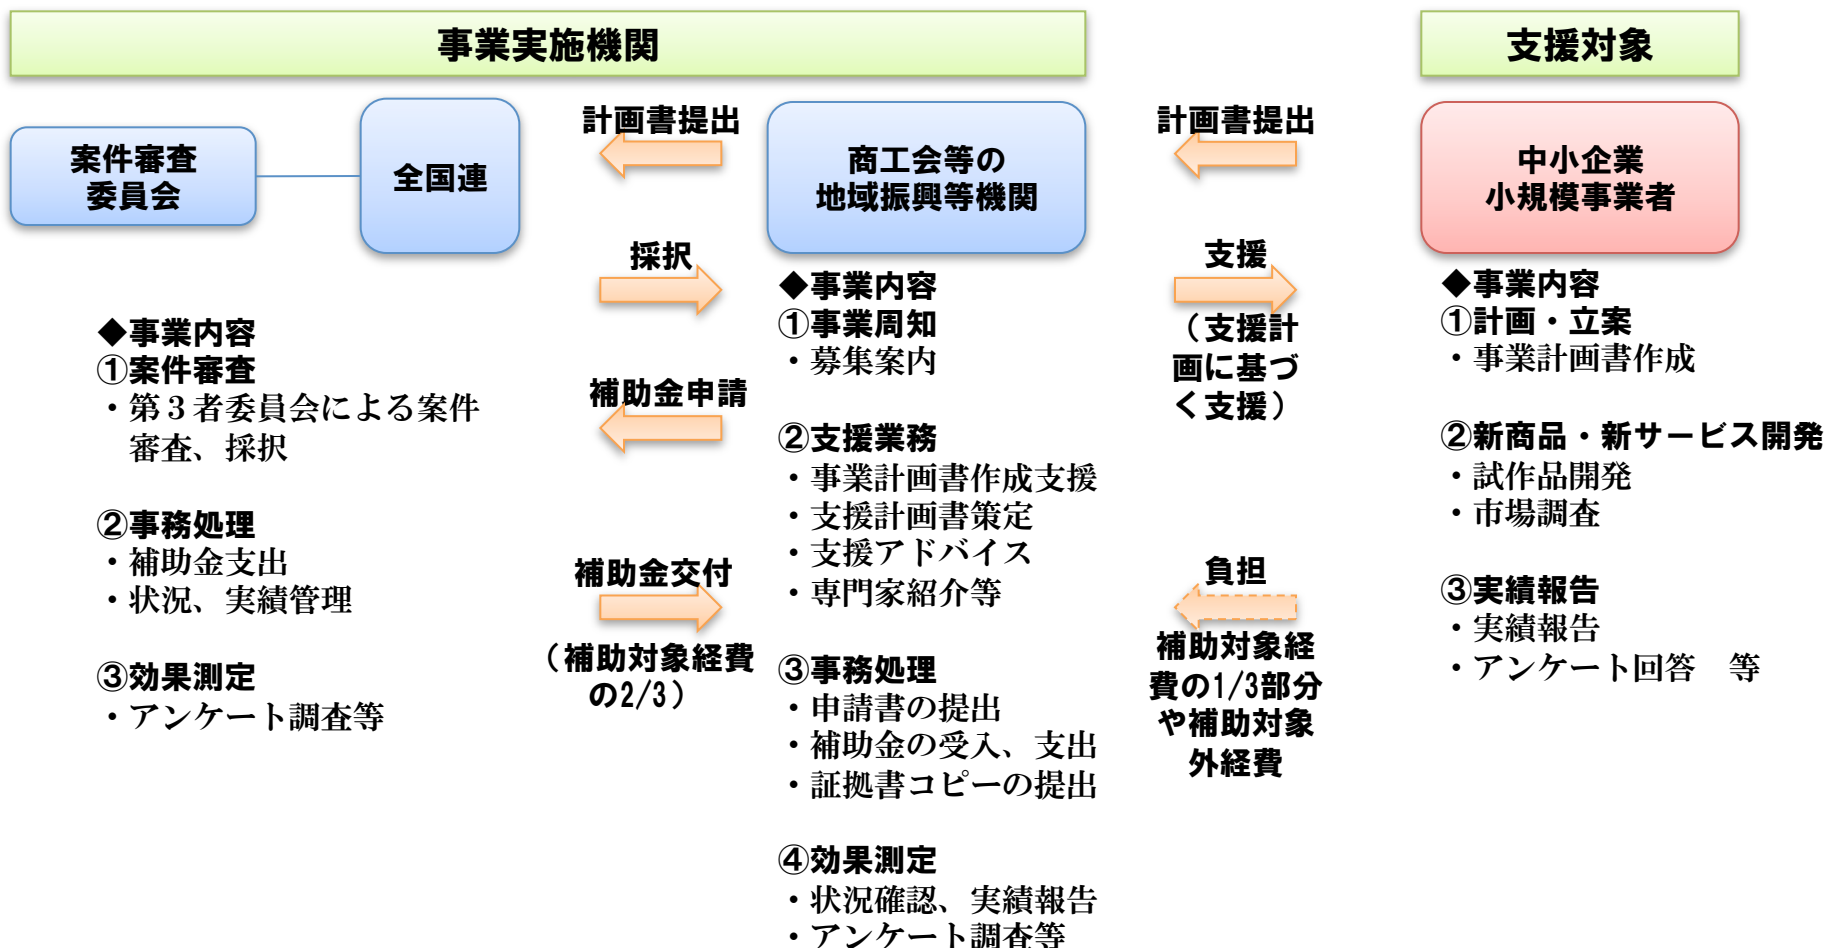 事業実施機関
支援対象
案件審査
委員会
全国連
計画書提出
商工会等の
地域振興等機関
計画書提出
中小企業
小規模事業者
採択
補助金申請
補助金交付
（補助対象経費
の2/3）
支援
（支援計
画に基づ
く支援）
負担
補助対象経
費の1/3部分
や補助対象
外経費
◆事業内容
①案件審査
・第３者委員会による案件
審査、採択
②事務処理
・補助金支出
・状況、実績管理
③効果測定
・アンケート調査等
◆事業内容
①事業周知
・募集案内
②支援業務
・事業計画書作成支援
・支援計画書策定
・支援アドバイス
・専門家紹介等
③事務処理
・申請書の提出
・補助金の受入、支出
・証拠書コピーの提出
④効果測定
・状況確認、実績報告
・アンケート調査等
◆事業内容
①計画・立案
・事業計画書作成
②新商品・新サービス開発
・試作品開発
・市場調査
③実績報告
・実績報告
・アンケート回答　等